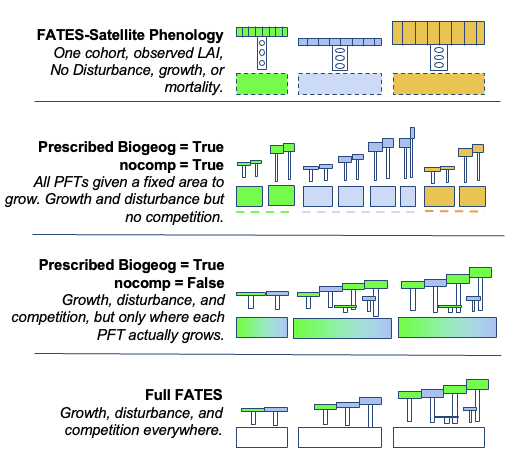 FATES-Satellite Phenology
One cohort, observed LAI,
No Disturbance, growth, or
mortality.
Prescribed Biogeog = True
nocomp = True
All PFTs given a fixed area to
grow. Growth and disturbance but
no competition.
Prescribed Biogeog = True
nocomp = False
Growth, disturbance, and
competition, but only where each
PFT actually grows.
Full FATES
Growth, disturbance, and
competition everywhere.